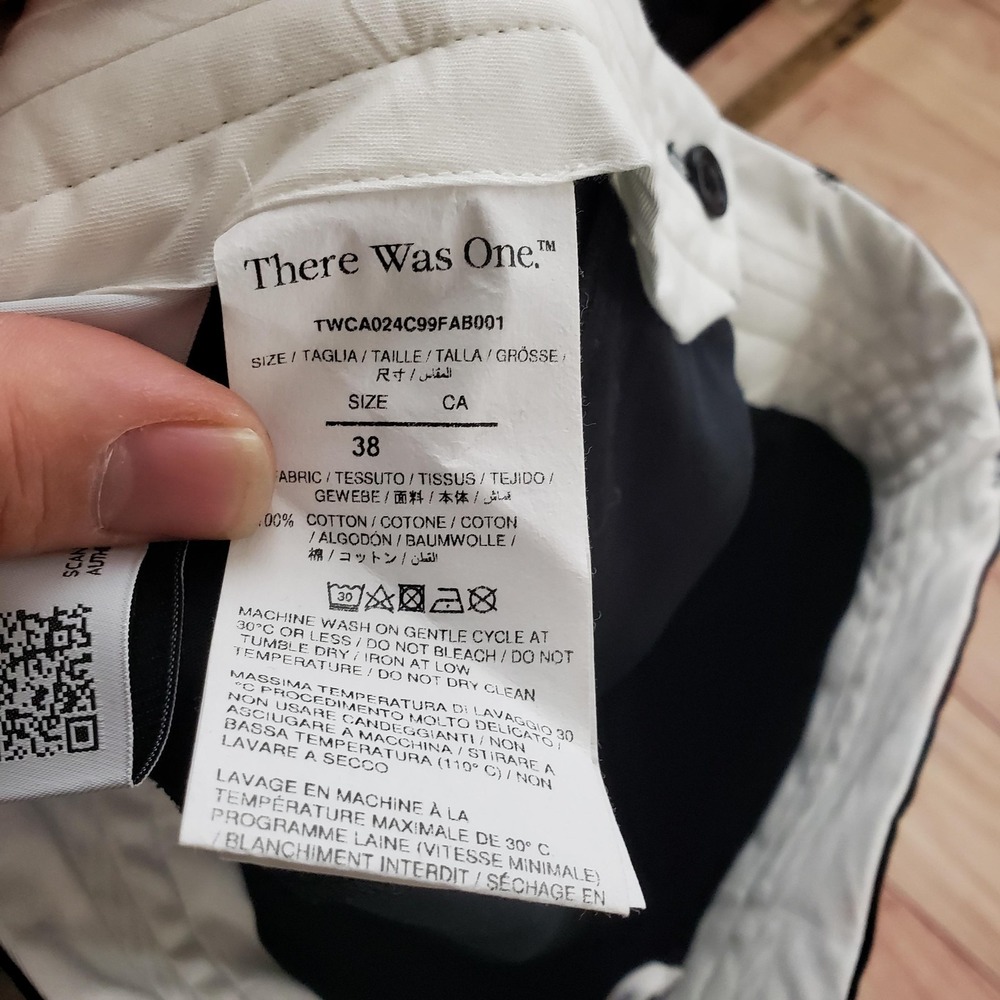 There Was One.™
TWCA024C99FAB001
SIZE / TAGLIA / TAILLE / TALLA / GRÖSSE /
尺寸 / المقاس
SIZE CA
38
ABRIC / TESSUTO / TISSUS / TEJIDO /
GEWEBE / 面料 / 本体 / قماش
00% COTTON / COTONE / COTON
/ ALGODÓN / BAUMWOLLE /
棉 / コットン / القطن
30
MACHINE WASH ON GENTLE CYCLE AT
30°C OR LESS / DO NOT BLEACH / DO NOT
TUMBLE DRY / IRON AT LOW
TEMPERATURE / DO NOT DRY CLEAN
MASSIMA TEMPERATURA DI LAVAGGIO 30
°C PROCEDIMENTO MOLTO DELICATO /
NON USARE CANDEGGIANTI / NON
ASCIUGARE A MACCHINA / STIRARE A
BASSA TEMPERATURA (110° C) / NON
LAVARE A SECCO
LAVAGE EN MACHINE À LA
TEMPÉRATURE MAXIMALE DE 30° C
PROGRAMME LAINE (VITESSE MINIMALE)
/ BLANCHIMENT INTERDIT / SÉCHAGE EN
SCAN
AUTH